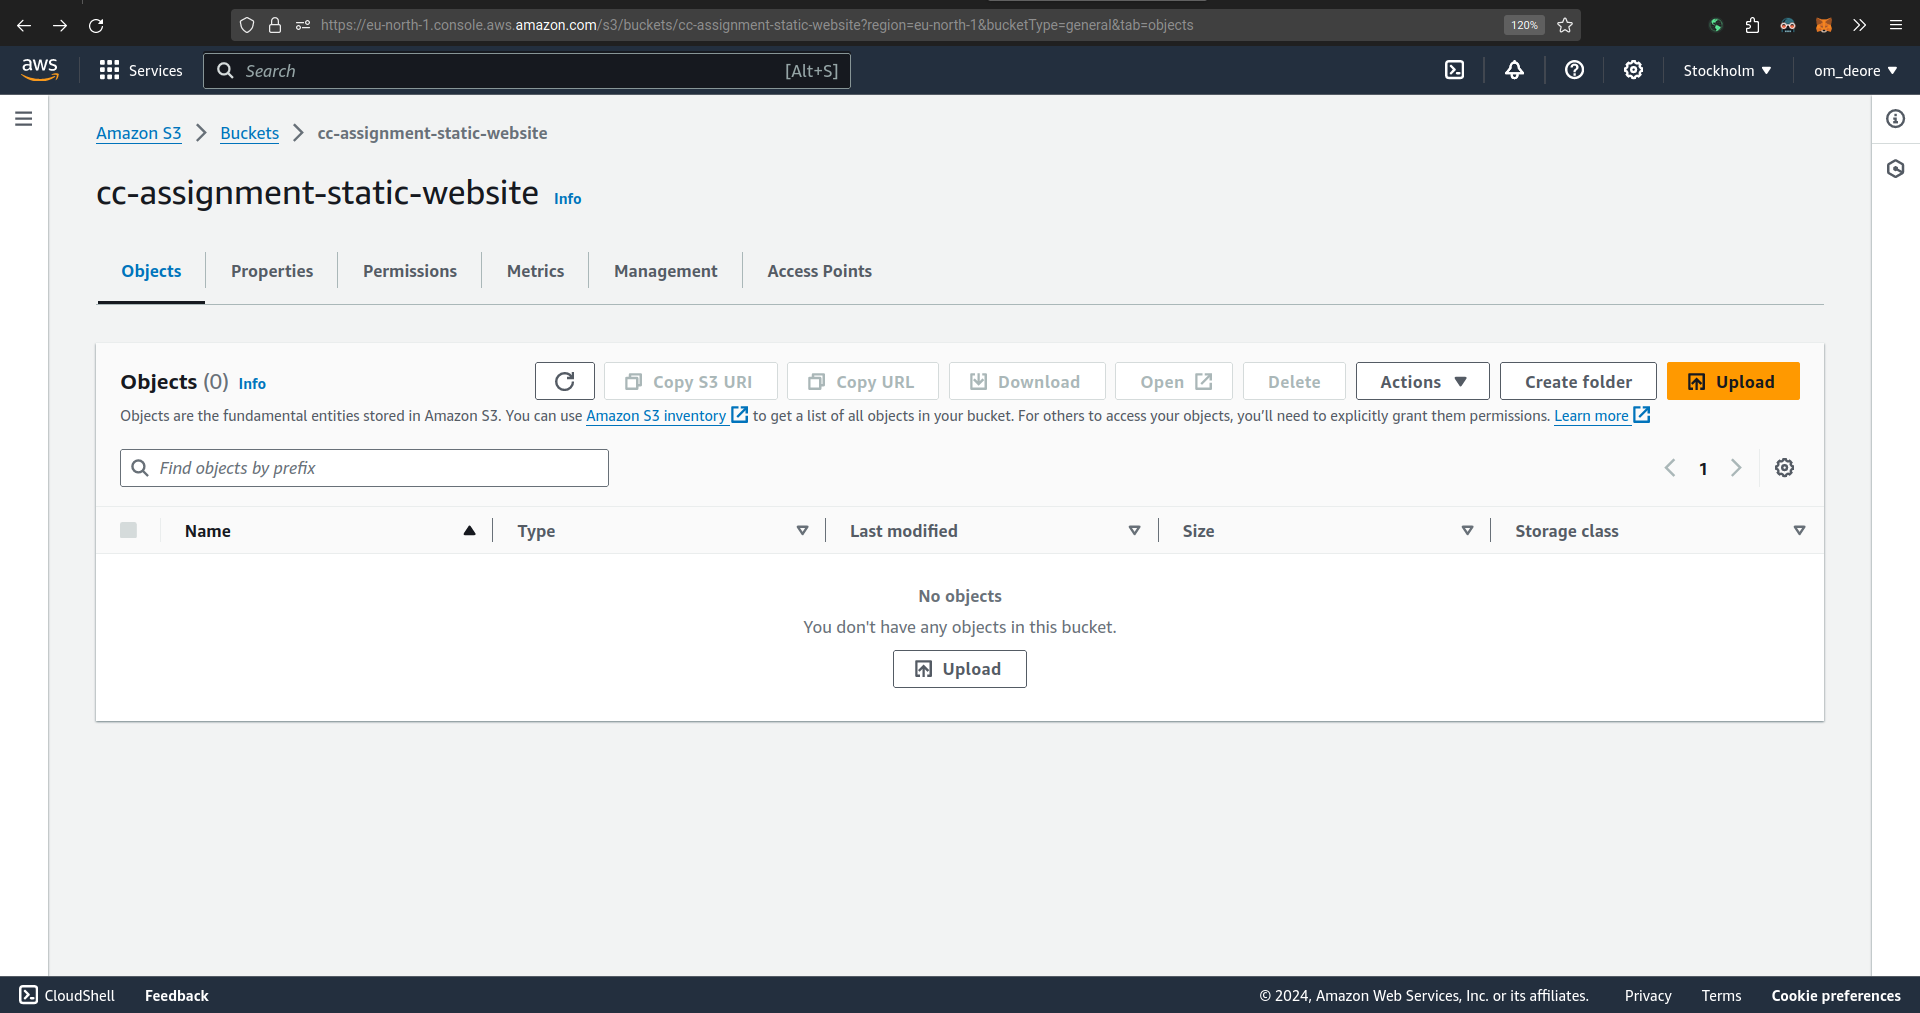 https://eu-north-1.console.aws.amazon.com/s3/buckets/cc-assignment-static-website?region=eu-north-1&bucketType=general&tab=objects 120%
aws Services Search [Alt+S] Stockholm om_deore
Amazon S3 Buckets cc-assignment-static-website
cc-assignment-static-website Info
Objects Properties Permissions Metrics Management Access Points
Objects (0) Info Copy S3 URI Copy URL Download Open Delete Actions Create folder Upload
Objects are the fundamental entities stored in Amazon S3. You can use Amazon S3 inventory to get a list of all objects in your bucket. For others to access your objects, you'll need to explicitly grant them permissions. Learn more
Find objects by prefix 1
Name Type Last modified Size Storage class
No objects
You don't have any objects in this bucket.
Upload
CloudShell Feedback © 2024, Amazon Web Services, Inc. or its affiliates. Privacy Terms Cookie preferences